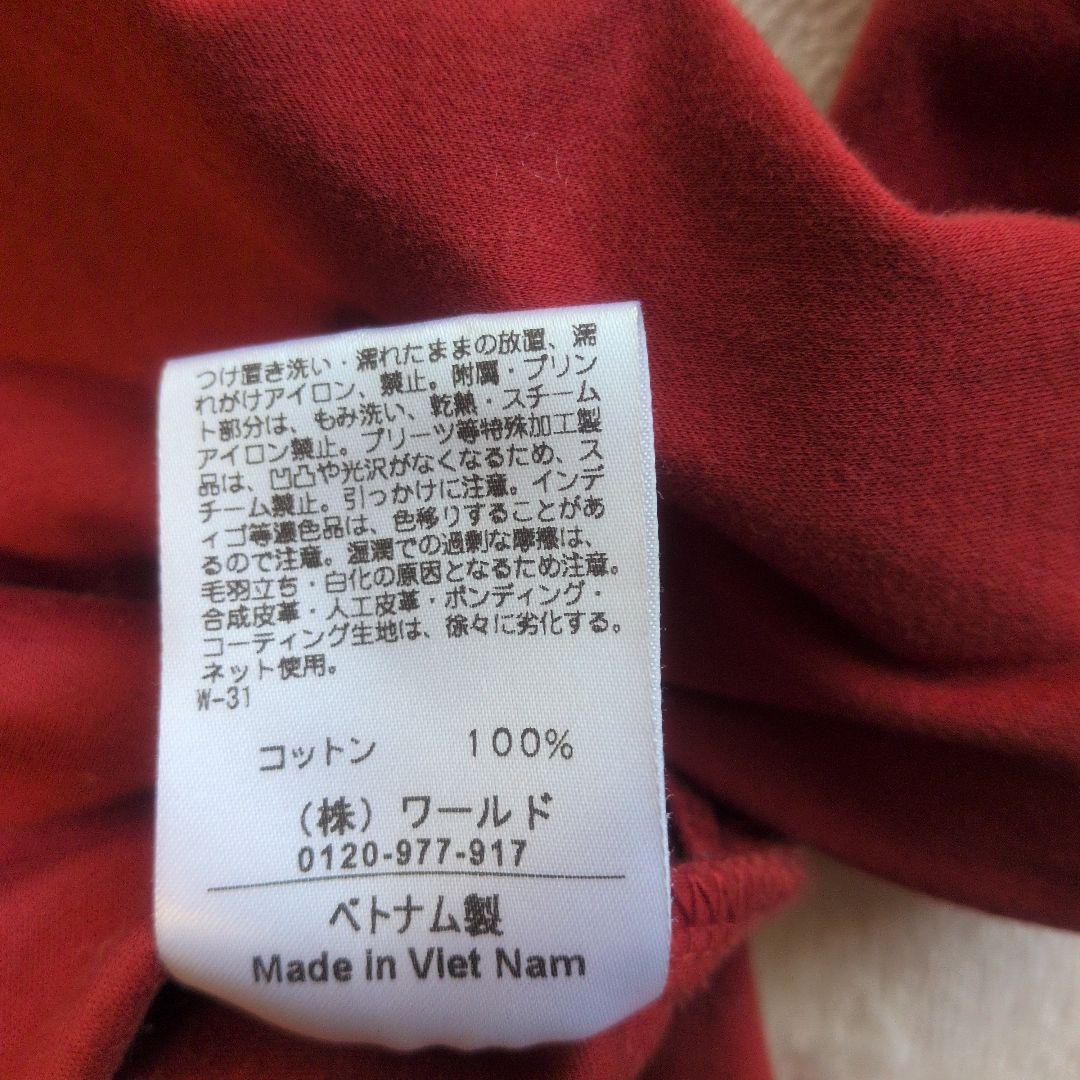 つけ置き洗い・濡れたままの放置、濡
れがけアイロン、禁止。附属・プリン
ト部分は、もみ洗い、乾熱・スチーム
アイロン禁止。プリーツ等特殊加工製
品は、凹凸や光沢がなくなるため、ス
チーム禁止。引っかけに注意。インデ
ィゴ等濃色品は、色移りすることがあ
るので注意。湿潤での過剰な摩擦は、
毛羽立ち・白化の原因となるため注意。
合成皮革・人工皮革・ボンディング・
コーティング生地は、徐々に劣化する。
ネット使用。
W-31
コットン 100%
(株) ワールド
0120-977-917
ベトナム製
Made in Viet Nam